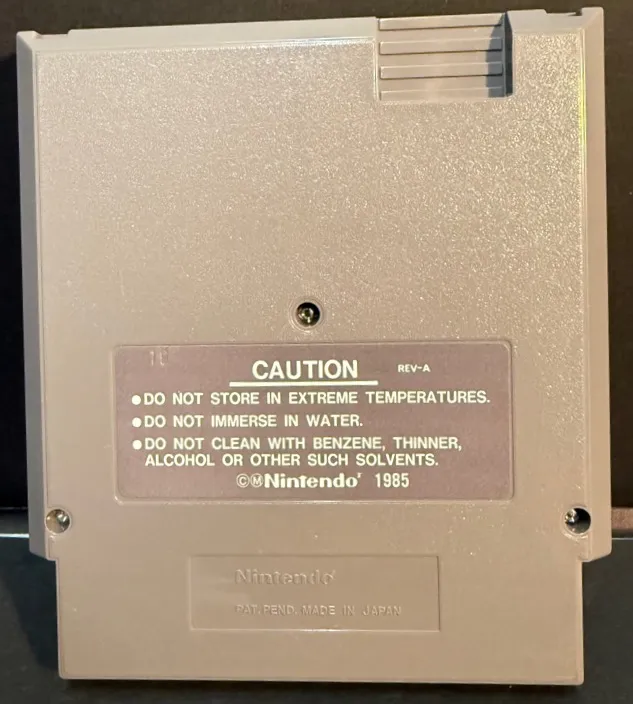 CAUTION REV-A
●DO NOT STORE IN EXTREME TEMPERATURES.
●DO NOT IMMERSE IN WATER.
●DO NOT CLEAN WITH BENZENE, THINNER,
ALCOHOL OR OTHER SUCH SOLVENTS.
©Ⓜ Nintendo 1985
Nintendo
PAT. PEND. MADE IN JAPAN